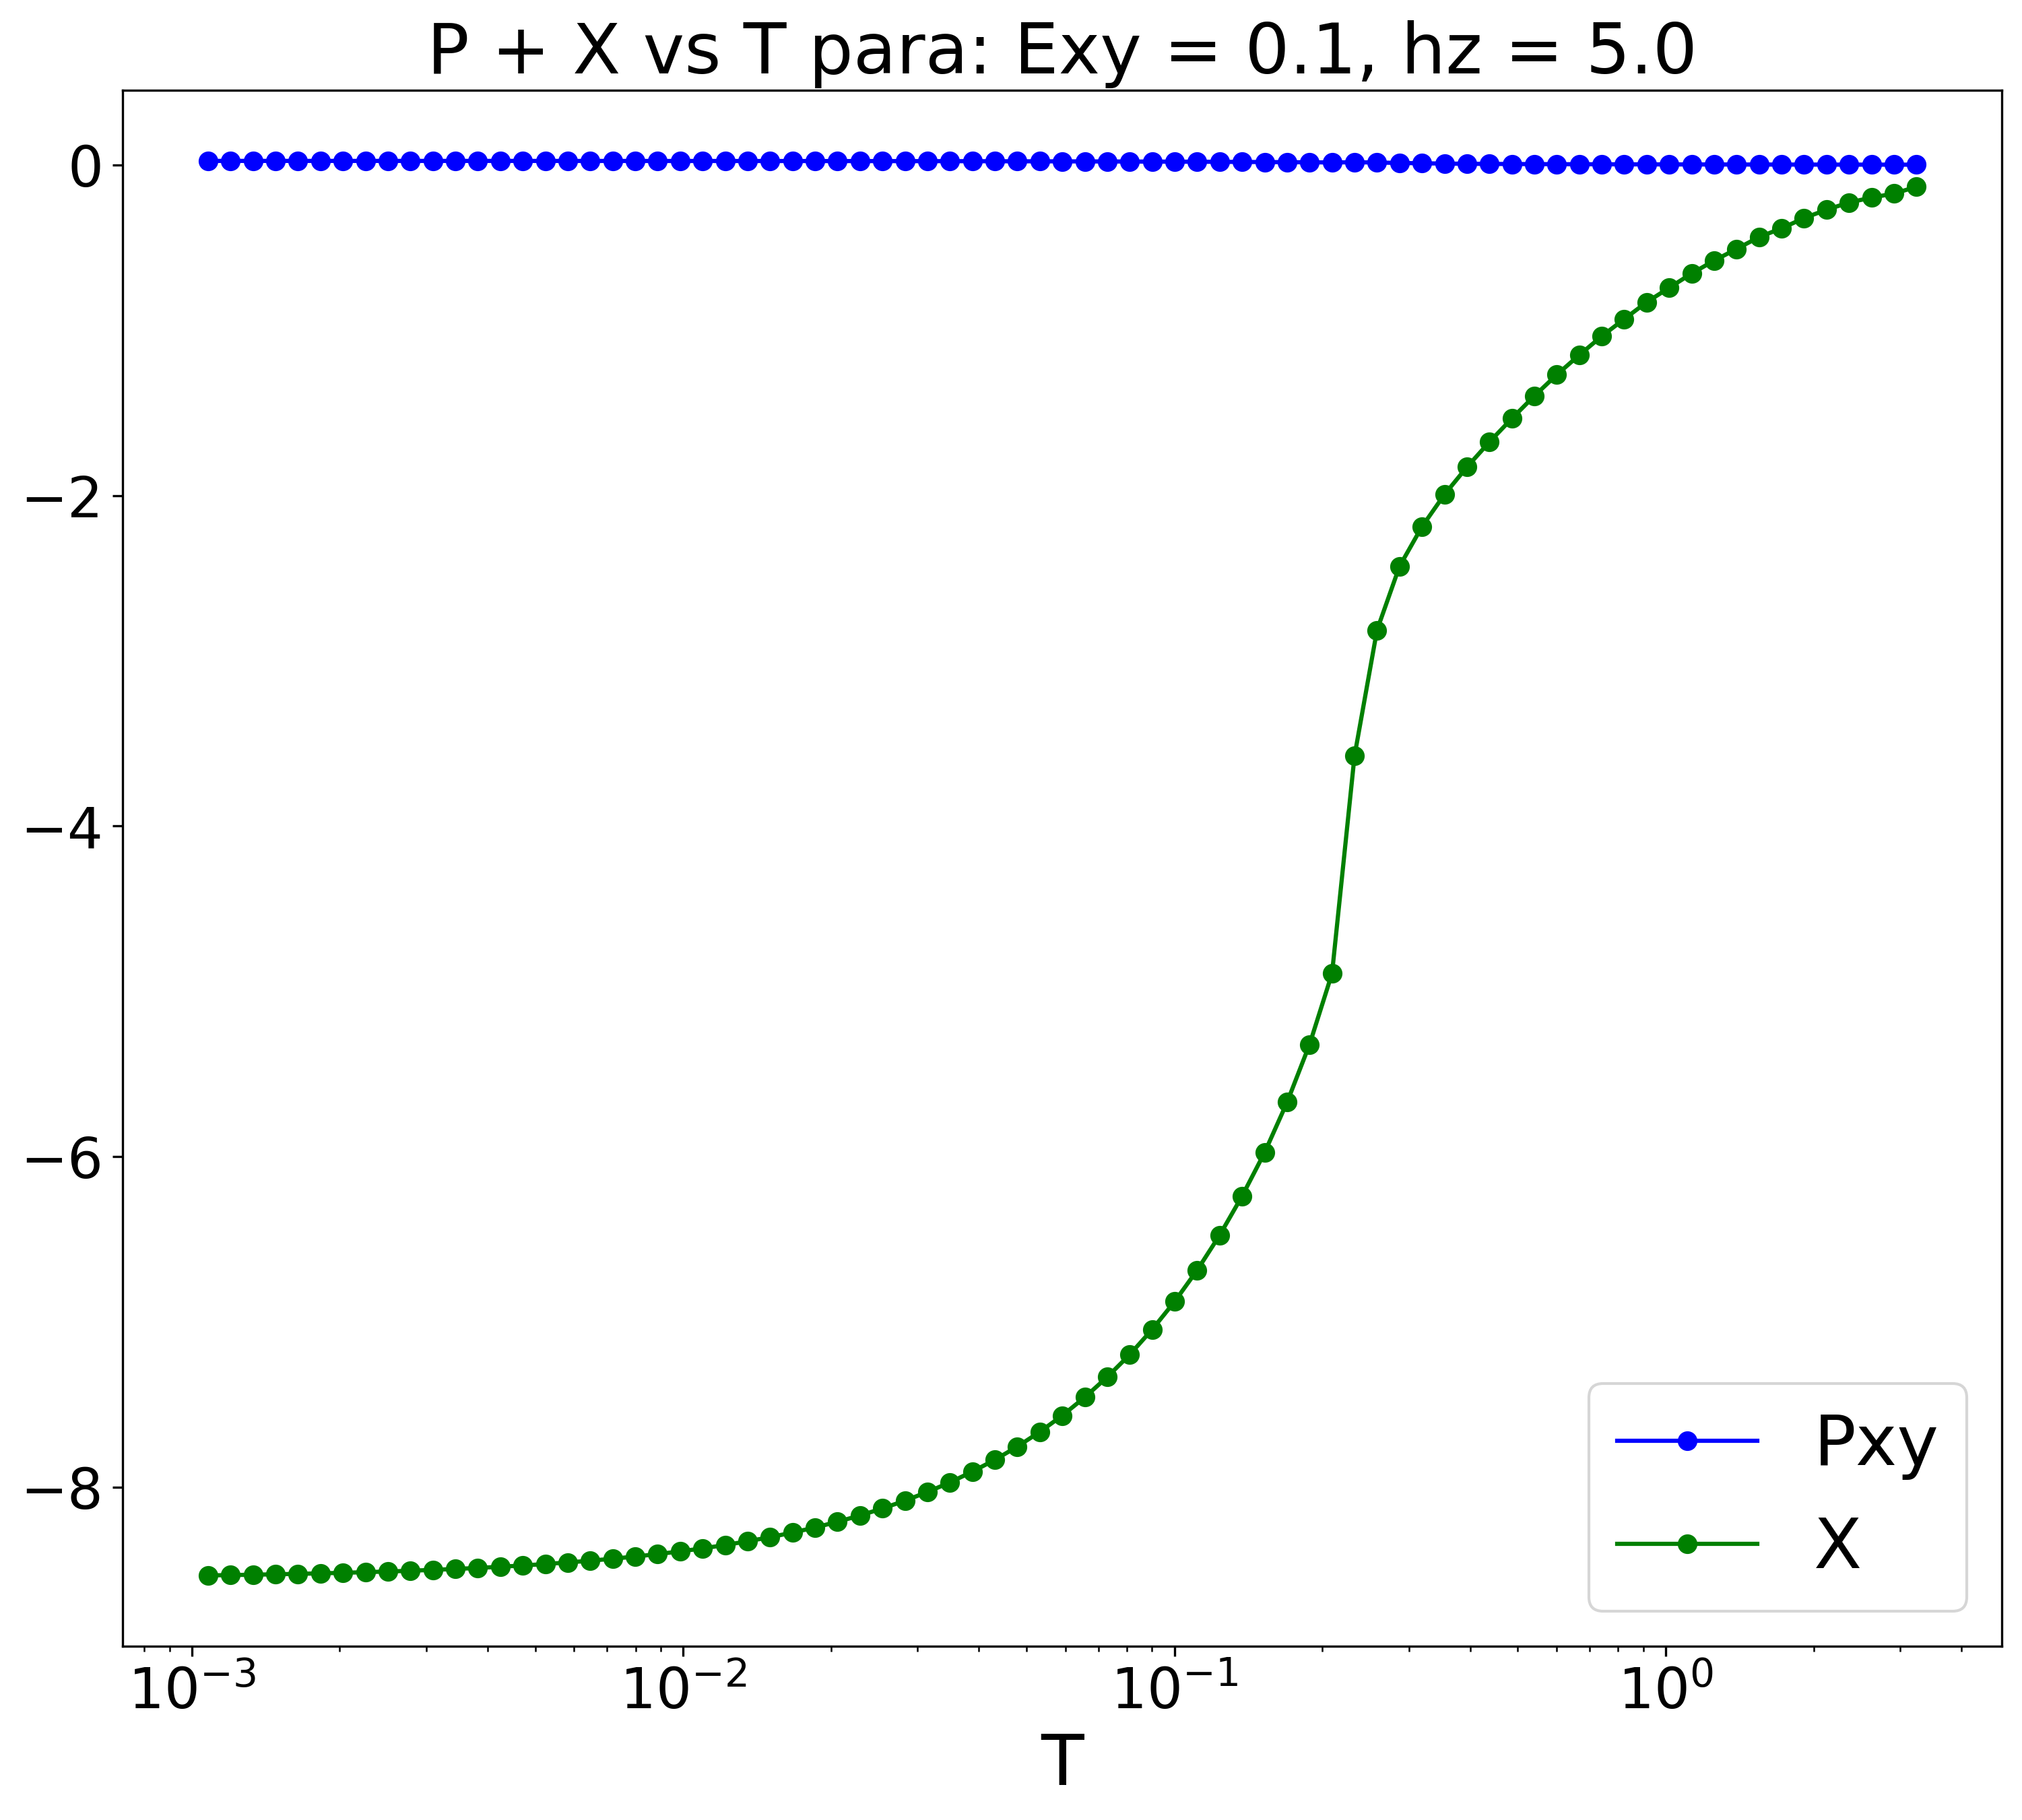 P + X vs T para: Exy = 0.1, hz = 5.0
0
−2
−4
−6
−8
Pxy
X
10⁻³ 10⁻² 10⁻¹ 10⁰
T